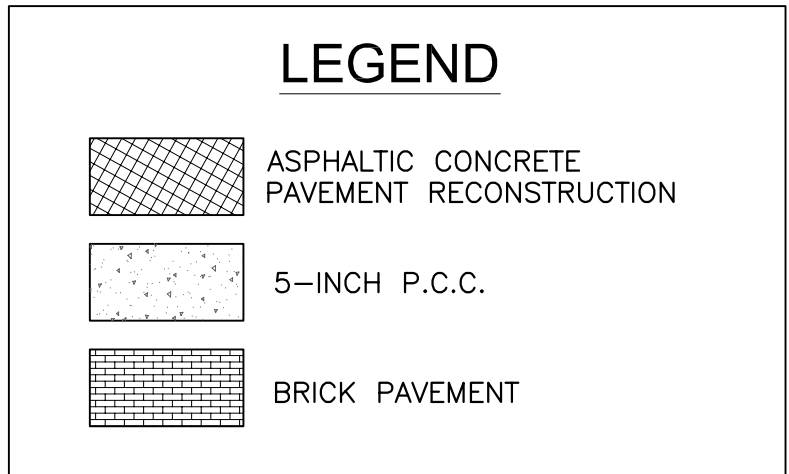 LEGEND
ASPHALTIC CONCRETE
PAVEMENT RECONSTRUCTION
5-INCH P.C.C.
BRICK PAVEMENT